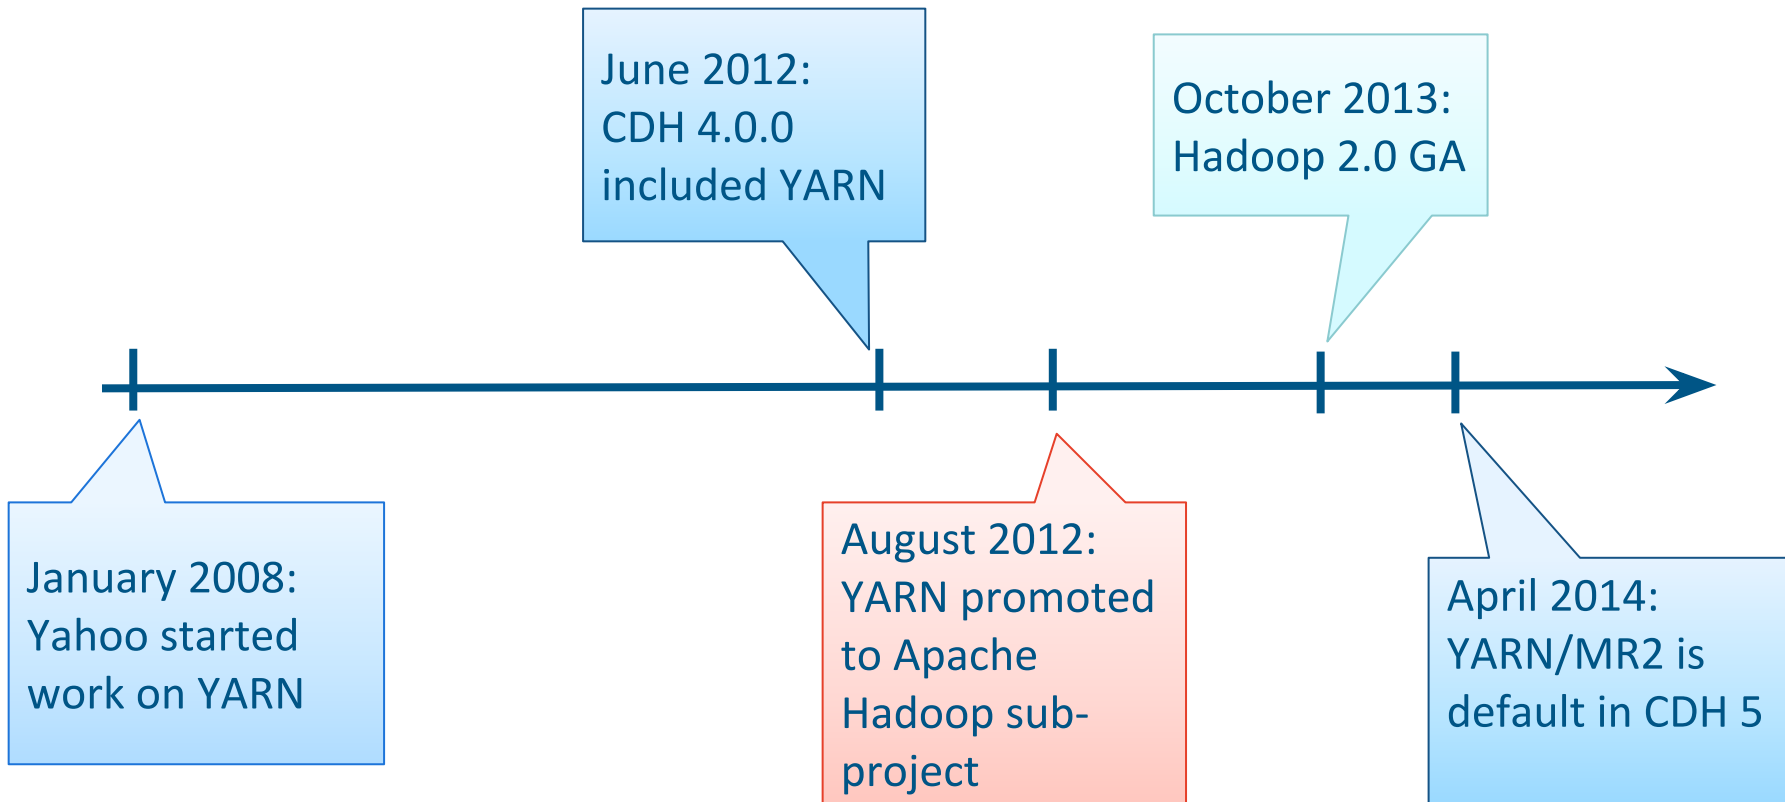 June 2012:
CDH 4.0.0
included YARN
October 2013:
Hadoop 2.0 GA
January 2008:
Yahoo started
work on YARN
August 2012:
YARN promoted
to Apache
Hadoop sub-
project
April 2014:
YARN/MR2 is
default in CDH 5